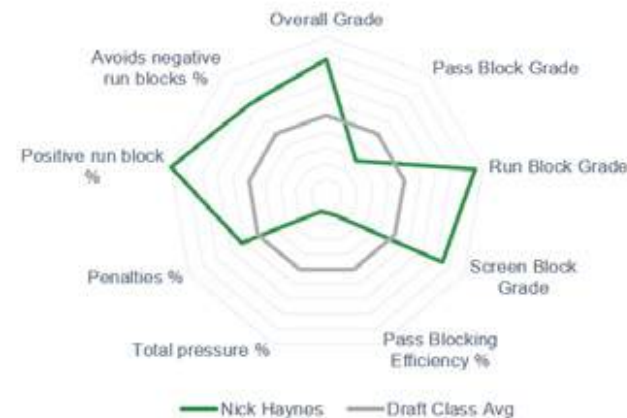 Overall Grade
Pass Block Grade
Run Block Grade
Screen Block
Grade
Pass Blocking
Efficiency %
Total pressure %
Penalties %
Positive run block
%
Avoids negative
run blocks %
Nick Haynes
Draft Class Avg